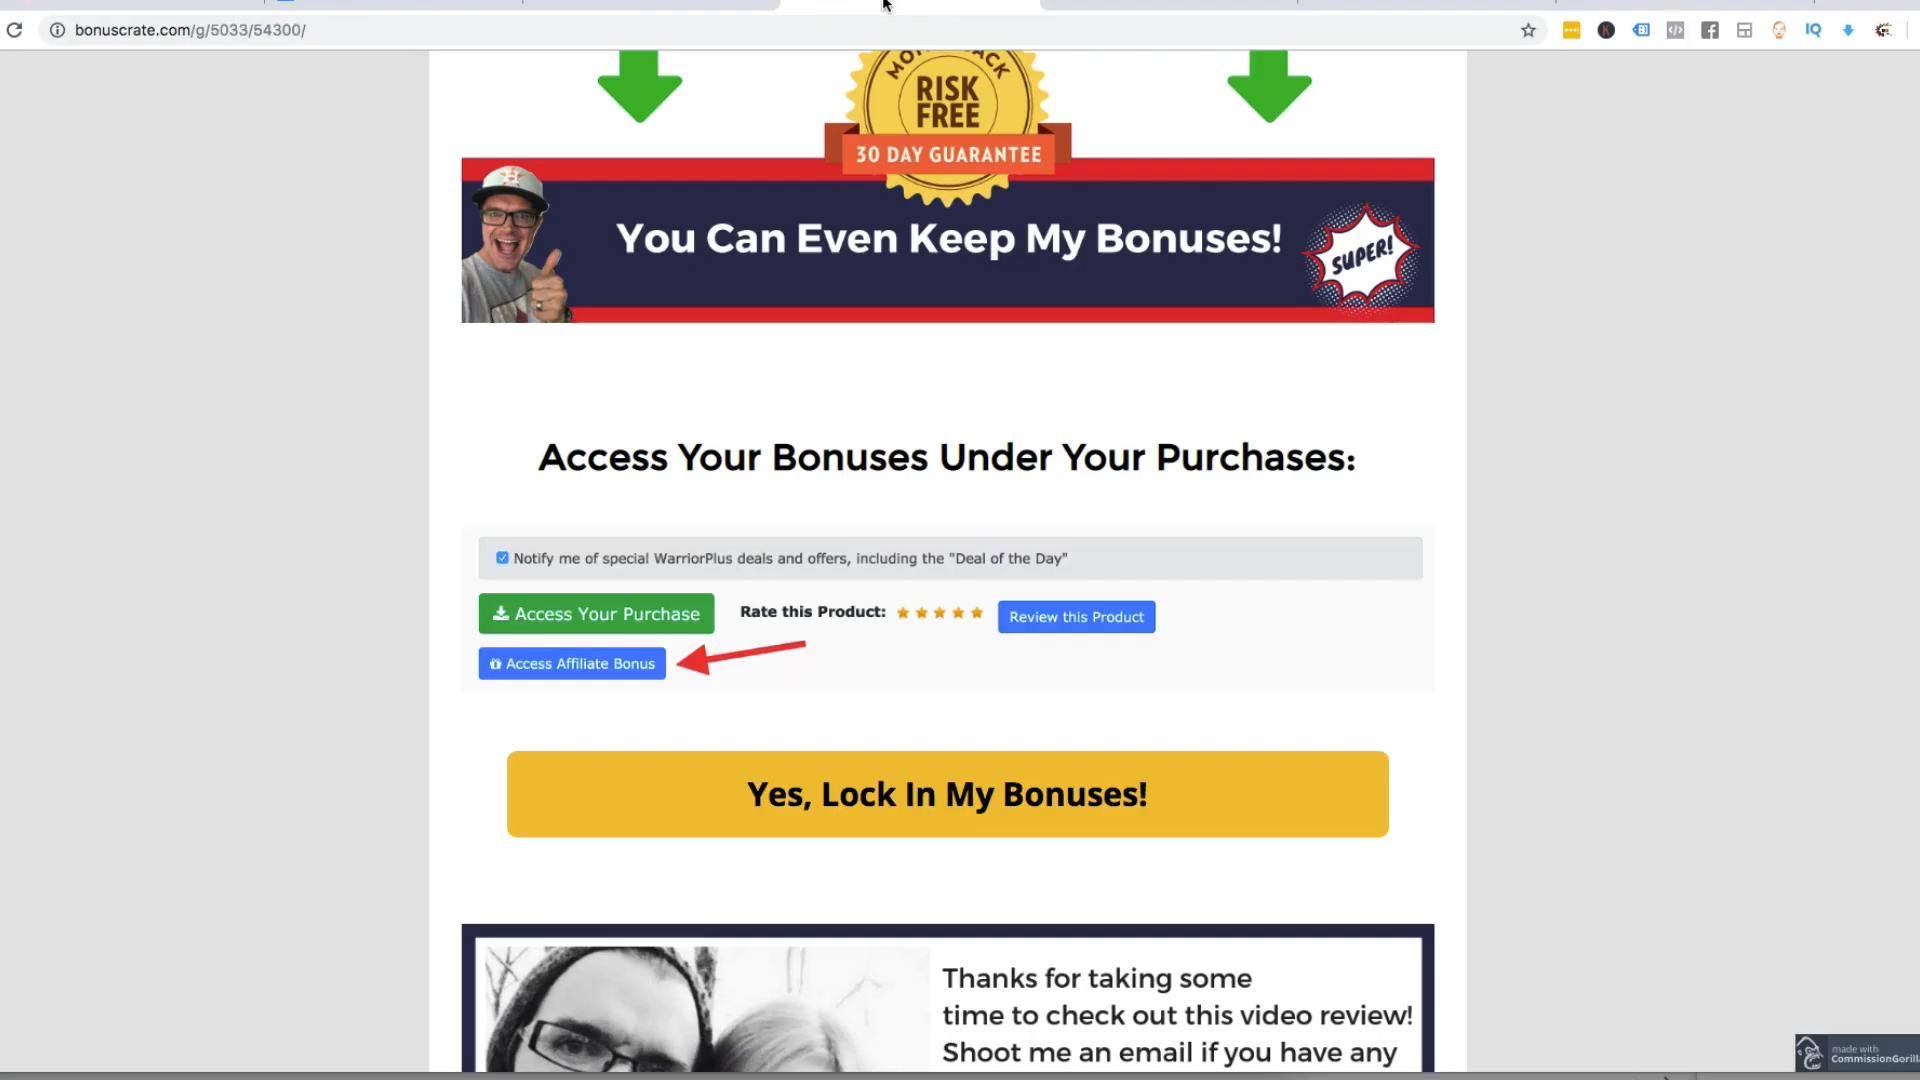 bonuscrate.com/g/5033/54300/
RISK
FREE
30 DAY GUARANTEE
You Can Even Keep My Bonuses!
SUPER!
Access Your Bonuses Under Your Purchases:
Notify me of special WarriorPlus deals and offers, including the "Deal of the Day"
Access Your Purchase
Rate this Product:
Review this Product
Access Affiliate Bonus
Yes, Lock In My Bonuses!
Thanks for taking some
time to check out this video review!
Shoot me an email if you have any
made with